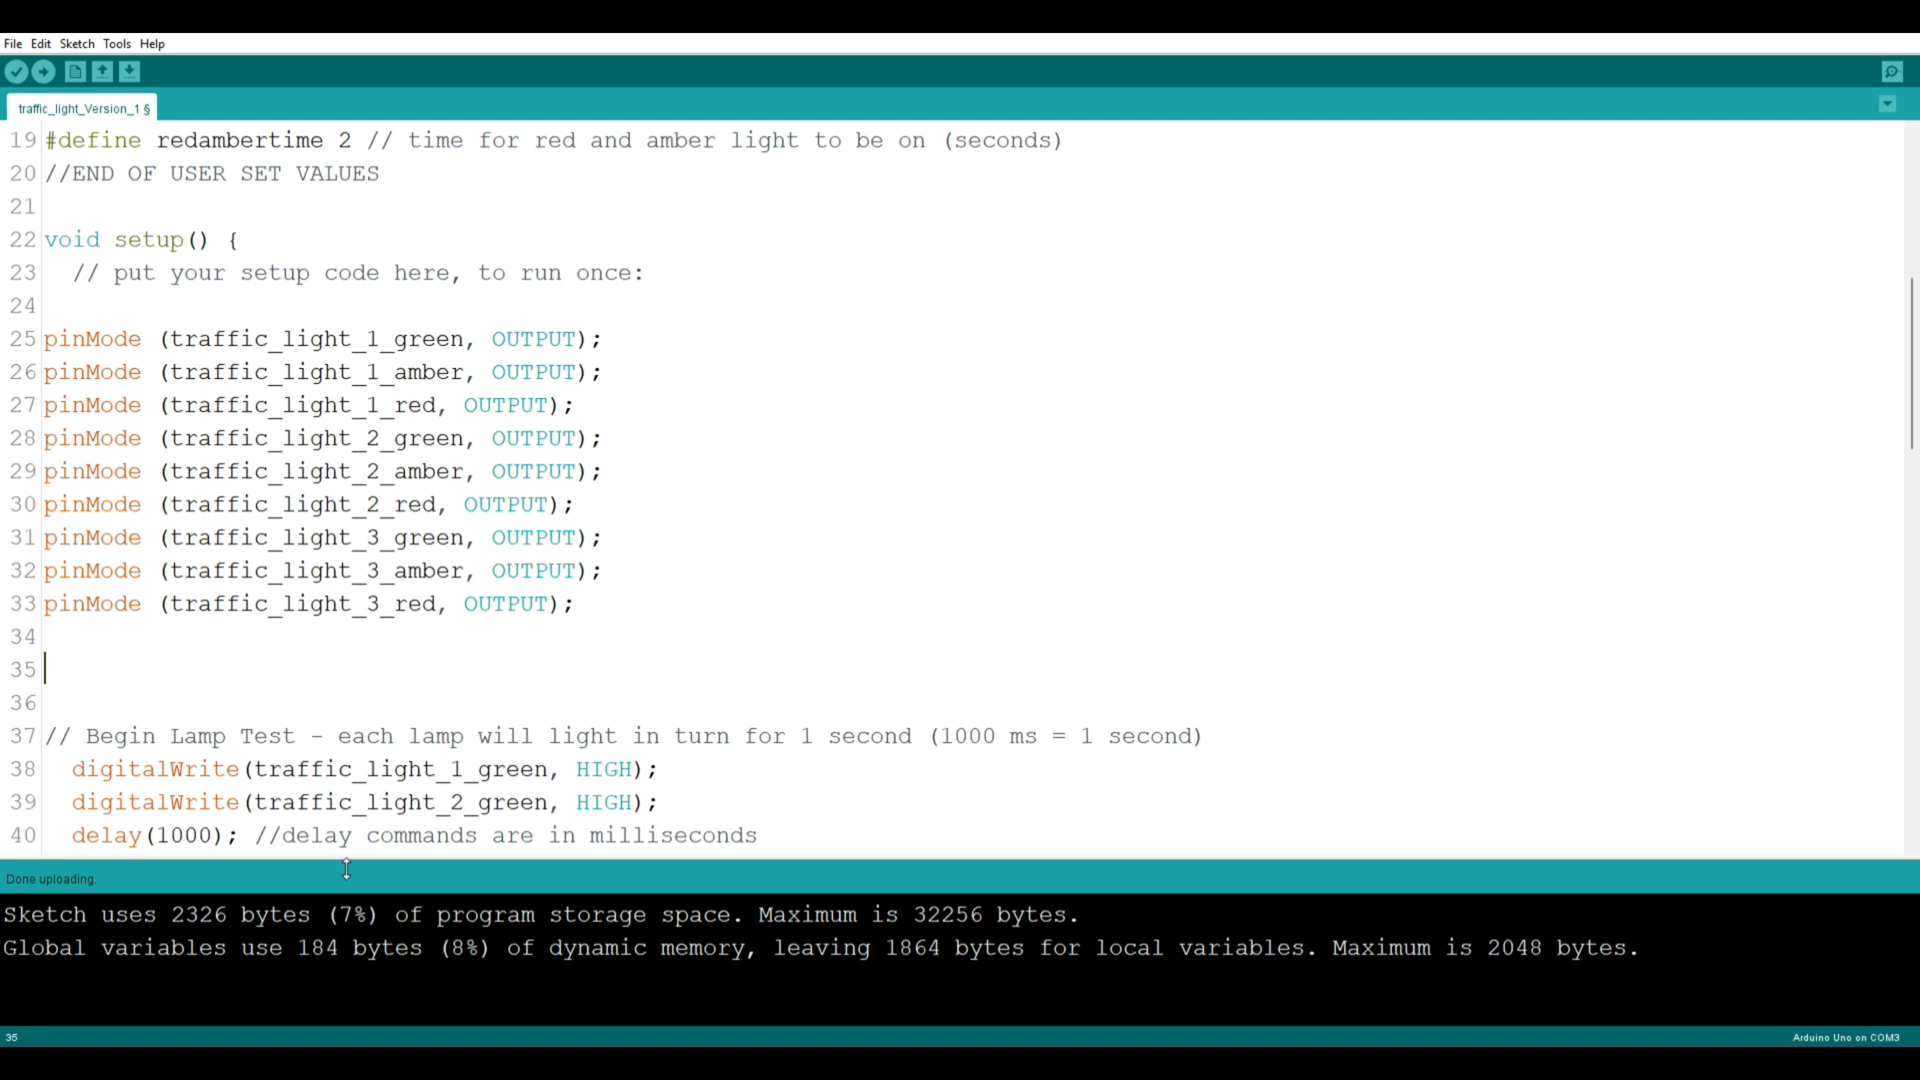 File Edit Sketch Tools Help
traffic_light_Version_1 §
19 #define redambertime 2 // time for red and amber light to be on (seconds)
20 //END OF USER SET VALUES
21
22 void setup() {
23   // put your setup code here, to run once:
24
25 pinMode (traffic_light_1_green, OUTPUT);
26 pinMode (traffic_light_1_amber, OUTPUT);
27 pinMode (traffic_light_1_red, OUTPUT);
28 pinMode (traffic_light_2_green, OUTPUT);
29 pinMode (traffic_light_2_amber, OUTPUT);
30 pinMode (traffic_light_2_red, OUTPUT);
31 pinMode (traffic_light_3_green, OUTPUT);
32 pinMode (traffic_light_3_amber, OUTPUT);
33 pinMode (traffic_light_3_red, OUTPUT);
34
35
36
37 // Begin Lamp Test - each lamp will light in turn for 1 second (1000 ms = 1 second)
38   digitalWrite(traffic_light_1_green, HIGH);
39   digitalWrite(traffic_light_2_green, HIGH);
40   delay(1000); //delay commands are in milliseconds
Done uploading.
Sketch uses 2326 bytes (7%) of program storage space. Maximum is 32256 bytes.
Global variables use 184 bytes (8%) of dynamic memory, leaving 1864 bytes for local variables. Maximum is 2048 bytes.
35 Arduino Uno on COM3